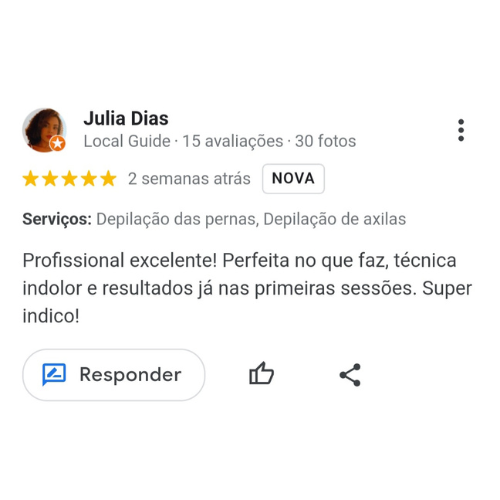 Julia Dias
Local Guide · 15 avaliações · 30 fotos
2 semanas atrás NOVA
Serviços: Depilação das pernas, Depilação de axilas
Profissional excelente! Perfeita no que faz, técnica
indolor e resultados já nas primeiras sessões. Super
indico!
Responder